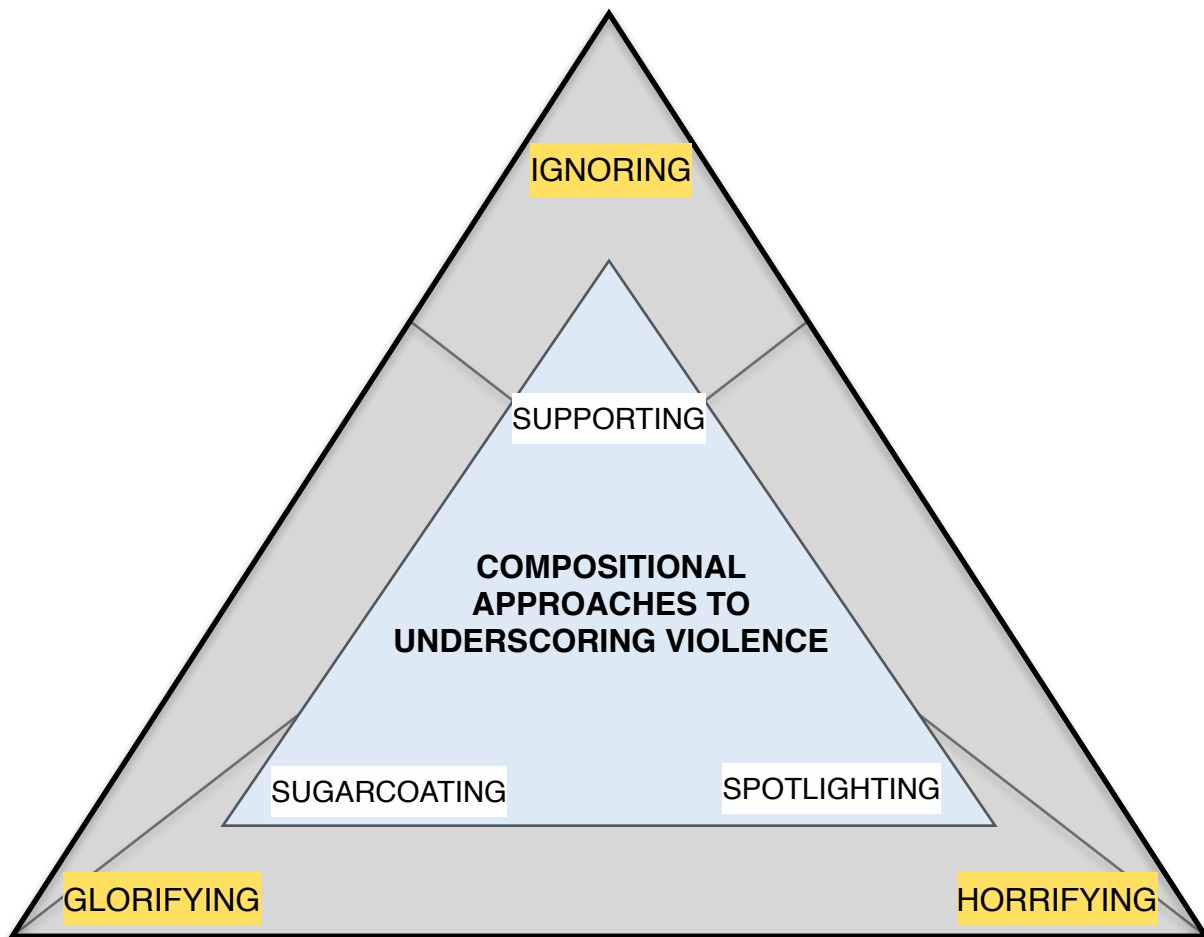 IGNORING
SUPPORTING
COMPOSITIONAL
APPROACHES TO
UNDERSCORING VIOLENCE
SUGARCOATING
SPOTLIGHTING
GLORIFYING
HORRIFYING